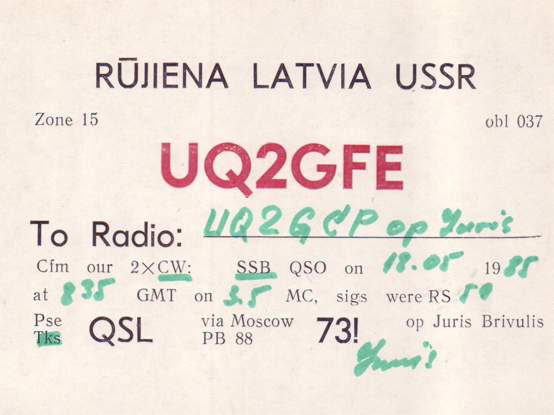 RŪJIENA LATVIA USSR
Zone 15 obl 037
UQ2GFE
To Radio: UQ2GCP op Juris
Cfm our 2×CW: SSB QSO on 18.05 1985
at 835 GMT on 3.5 MC, sigs were RS 59
Pse QSL via Moscow 73! op Juris Brivulis
Tks PB 88
Juris